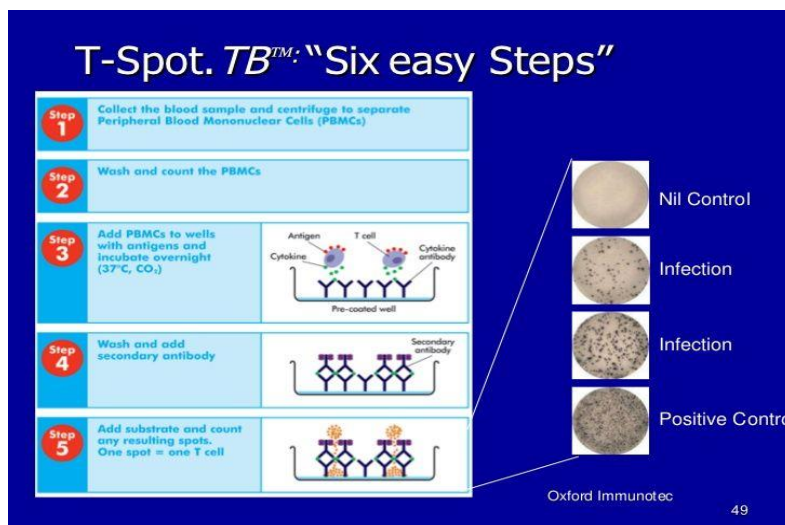 T-Spot.TB™: “Six easy Steps”
Step
1
Collect the blood sample and centrifuge to separate
Peripheral Blood Mononuclear Cells (PBMCs)
Step
2
Wash and count the PBMCs
Step
3
Add PBMCs to wells
with antigens and
incubate overnight
(37°C, CO₂)
Antigen
T cell
Cytokine
Cytokine
antibody
Pre-coated well
Step
4
Wash and add
secondary antibody
Secondary
antibody
Step
5
Add substrate and count
any resulting spots.
One spot = one T cell
Nil Control
Infection
Infection
Positive Contro
Oxford Immunotec
49